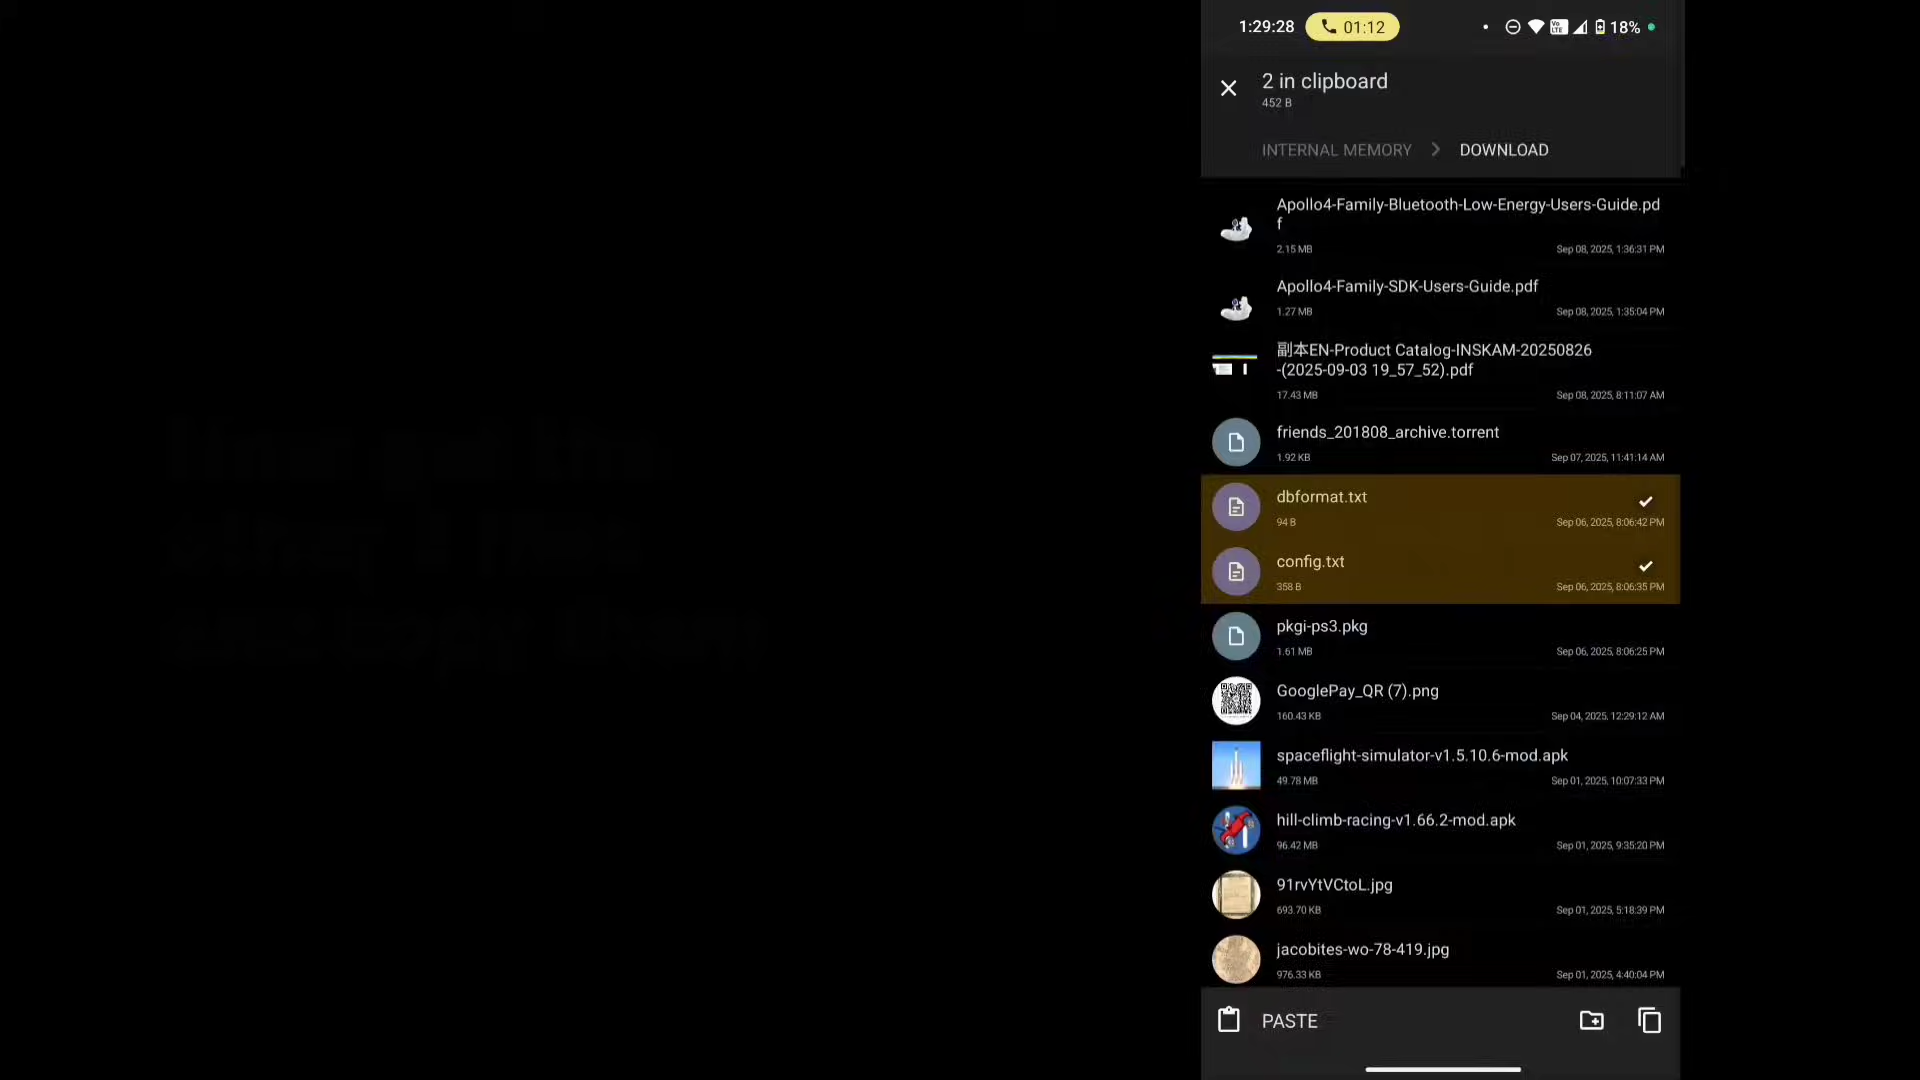 1:29:28 01:12 Vo LTE 18%
2 in clipboard
452 B
INTERNAL MEMORY DOWNLOAD
Apollo4-Family-Bluetooth-Low-Energy-Users-Guide.pd
f
2.15 MB Sep 08, 2025, 1:36:31 PM
Apollo4-Family-SDK-Users-Guide.pdf
1.27 MB Sep 08, 2025, 1:35:04 PM
副本EN-Product Catalog-INSKAM-20250826
-(2025-09-03 19_57_52).pdf
17.43 MB Sep 08, 2025, 8:11:07 AM
friends_201808_archive.torrent
1.92 KB Sep 07, 2025, 11:41:14 AM
dbformat.txt
94 B Sep 06, 2025, 8:06:42 PM
config.txt
358 B Sep 06, 2025, 8:06:35 PM
pkgi-ps3.pkg
1.61 MB Sep 06, 2025, 8:06:25 PM
GooglePay_QR (7).png
160.43 KB Sep 04, 2025, 12:29:12 AM
spaceflight-simulator-v1.5.10.6-mod.apk
49.78 MB Sep 01, 2025, 10:07:33 PM
hill-climb-racing-v1.66.2-mod.apk
96.42 MB Sep 01, 2025, 9:35:20 PM
91rvYtVCtoL.jpg
693.70 KB Sep 01, 2025, 5:18:39 PM
jacobites-wo-78-419.jpg
976.33 KB Sep 01, 2025, 4:40:04 PM
PASTE